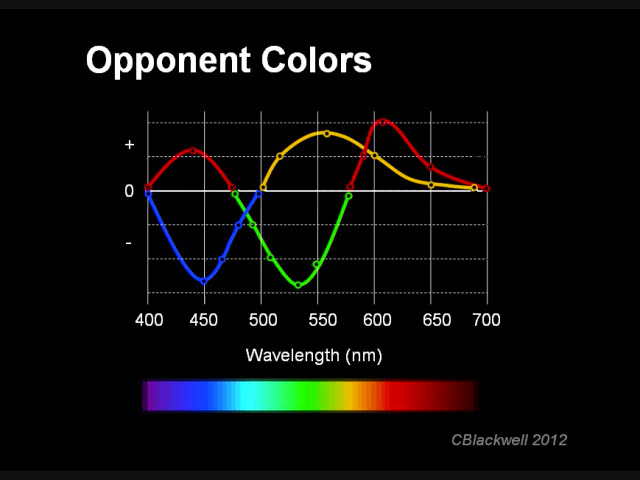 Opponent Colors
+
0
-
400 450 500 550 600 650 700
Wavelength (nm)
CBlackwell 2012